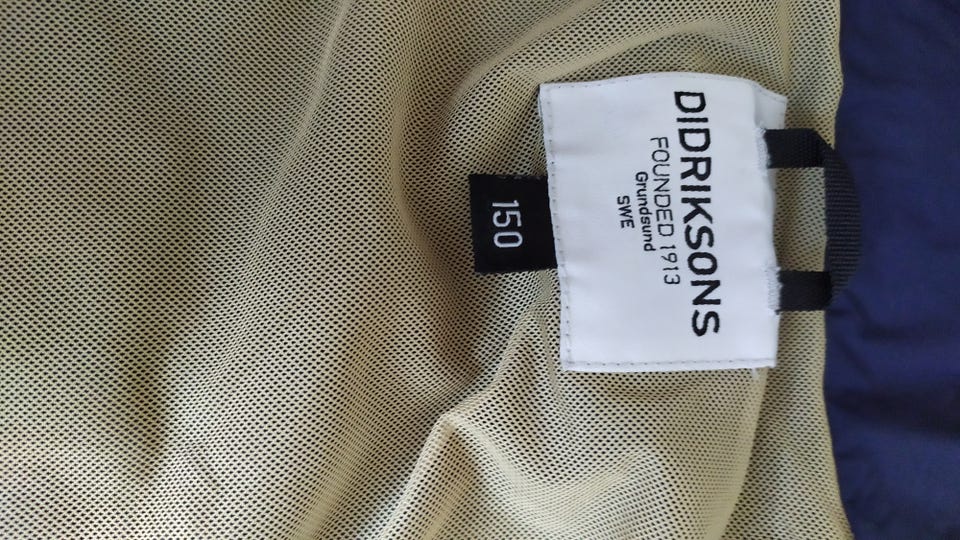 DIDRIKSONS
FOUNDED 1913
Grundsund
SWE
150